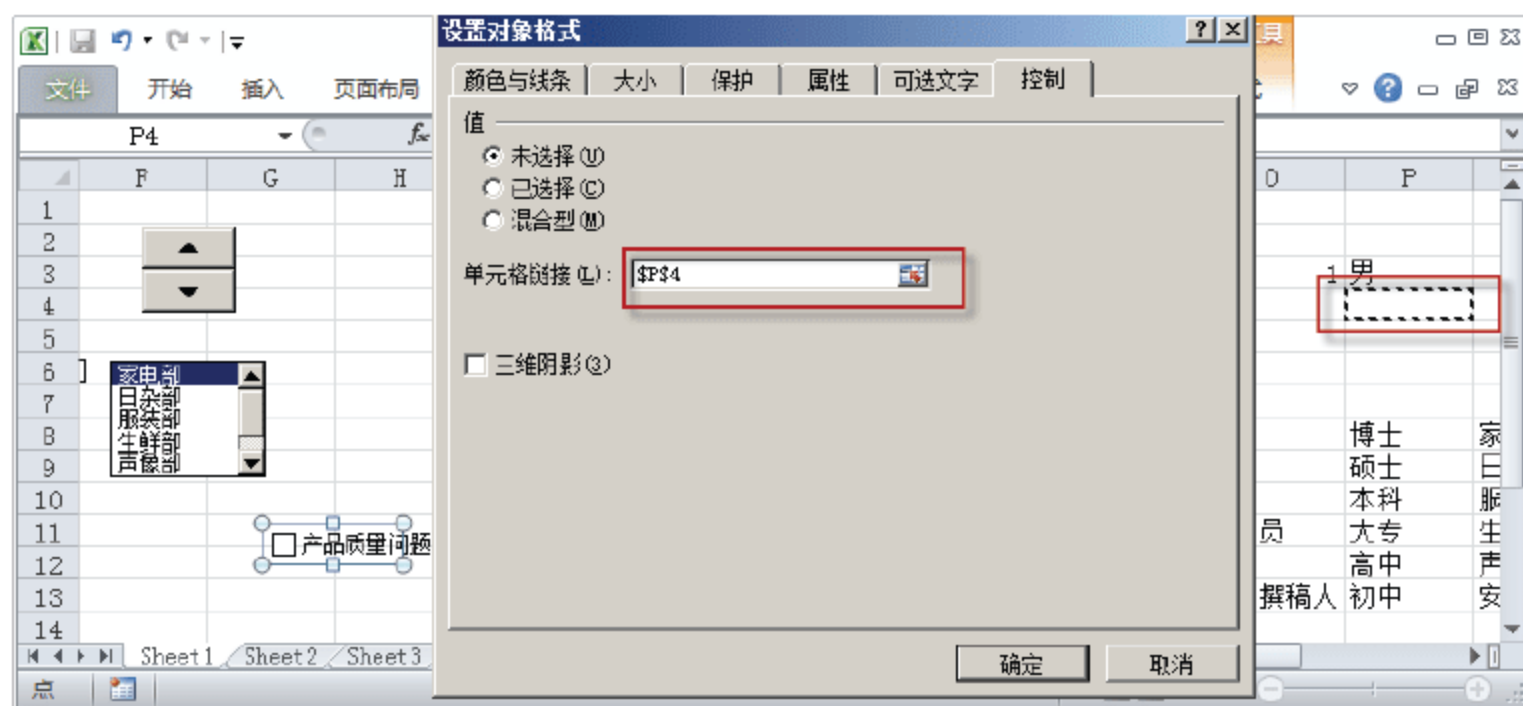 设置对象格式
具
文件 开始 插入 页面布局
颜色与线条 大小 保护 属性 可选文字 控制
P4 fx
值
未选择(U)
已选择(C)
混合型(M)
单元格链接(L): $P$4
三维阴影(3)
F G H O P
1
2
3 1 男
4
5
6 家电部
7 日杂部
服装部
8 生鲜部 博士 家
9 声像部 硕士 日
10 本科 服
11 产品质量问题 员 大专 生
12 高中 声
13 撰稿人 初中 安
14
Sheet1 Sheet2 Sheet3
确定 取消
点